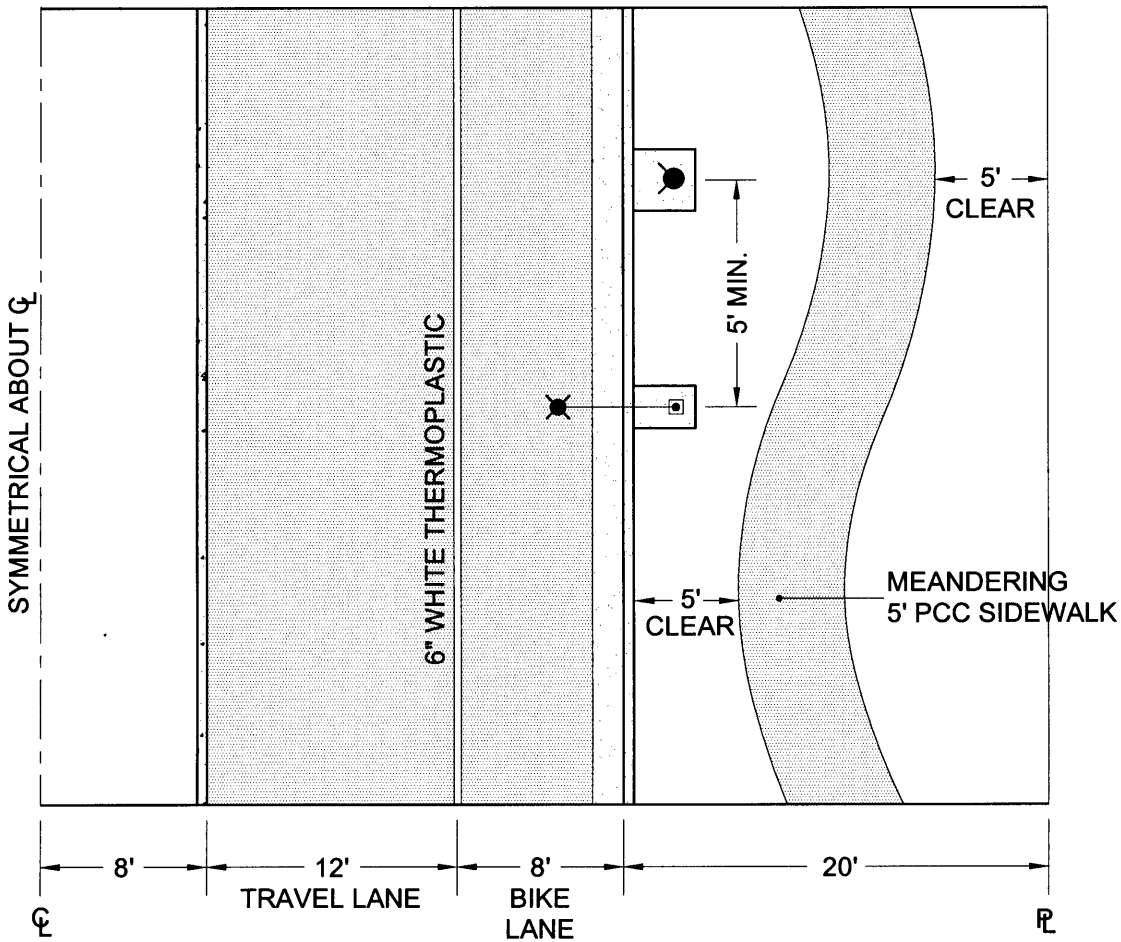 5'
CLEAR
5' MIN.
SYMMETRICAL ABOUT ℄
6" WHITE THERMOPLASTIC
MEANDERING
5' PCC SIDEWALK
5'
CLEAR
8'
12'
8'
20'
TRAVEL LANE
BIKE
LANE
℄
PL